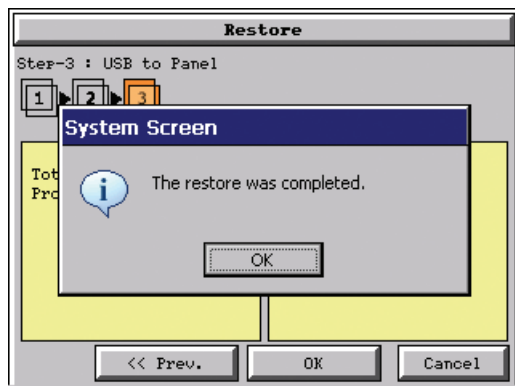 Restore
Step-3 : USB to Panel
1 2 3
System Screen
The restore was completed.
OK
<< Prev. OK Cancel